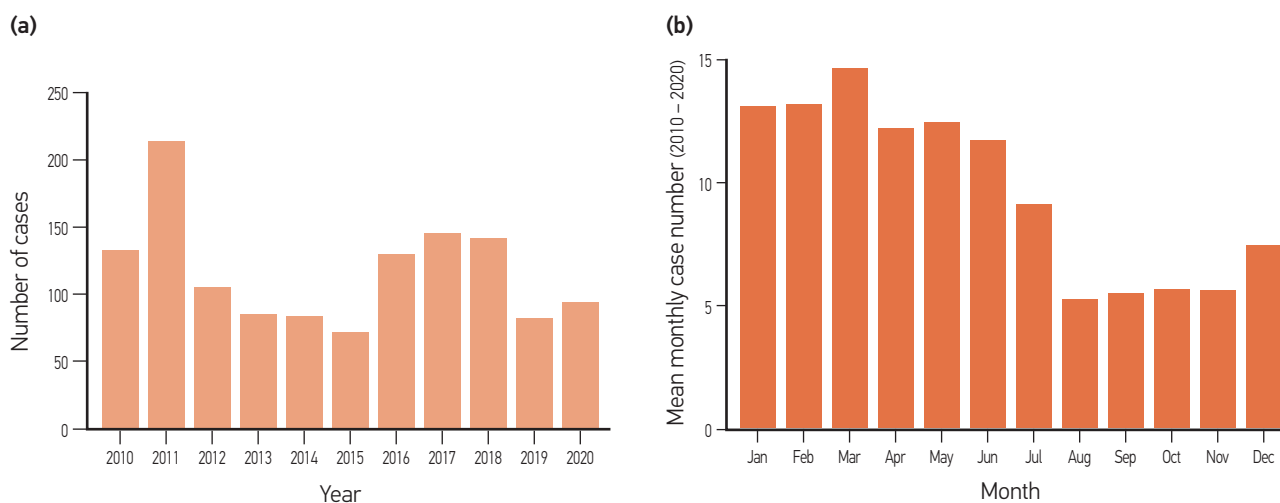 (a)
Number of cases
250
200
150
100
50
0
2010 2011 2012 2013 2014 2015 2016 2017 2018 2019 2020
Year
(b)
Mean monthly case number (2010 – 2020)
15
10
5
0
Jan Feb Mar Apr May Jun Jul Aug Sep Oct Nov Dec
Month